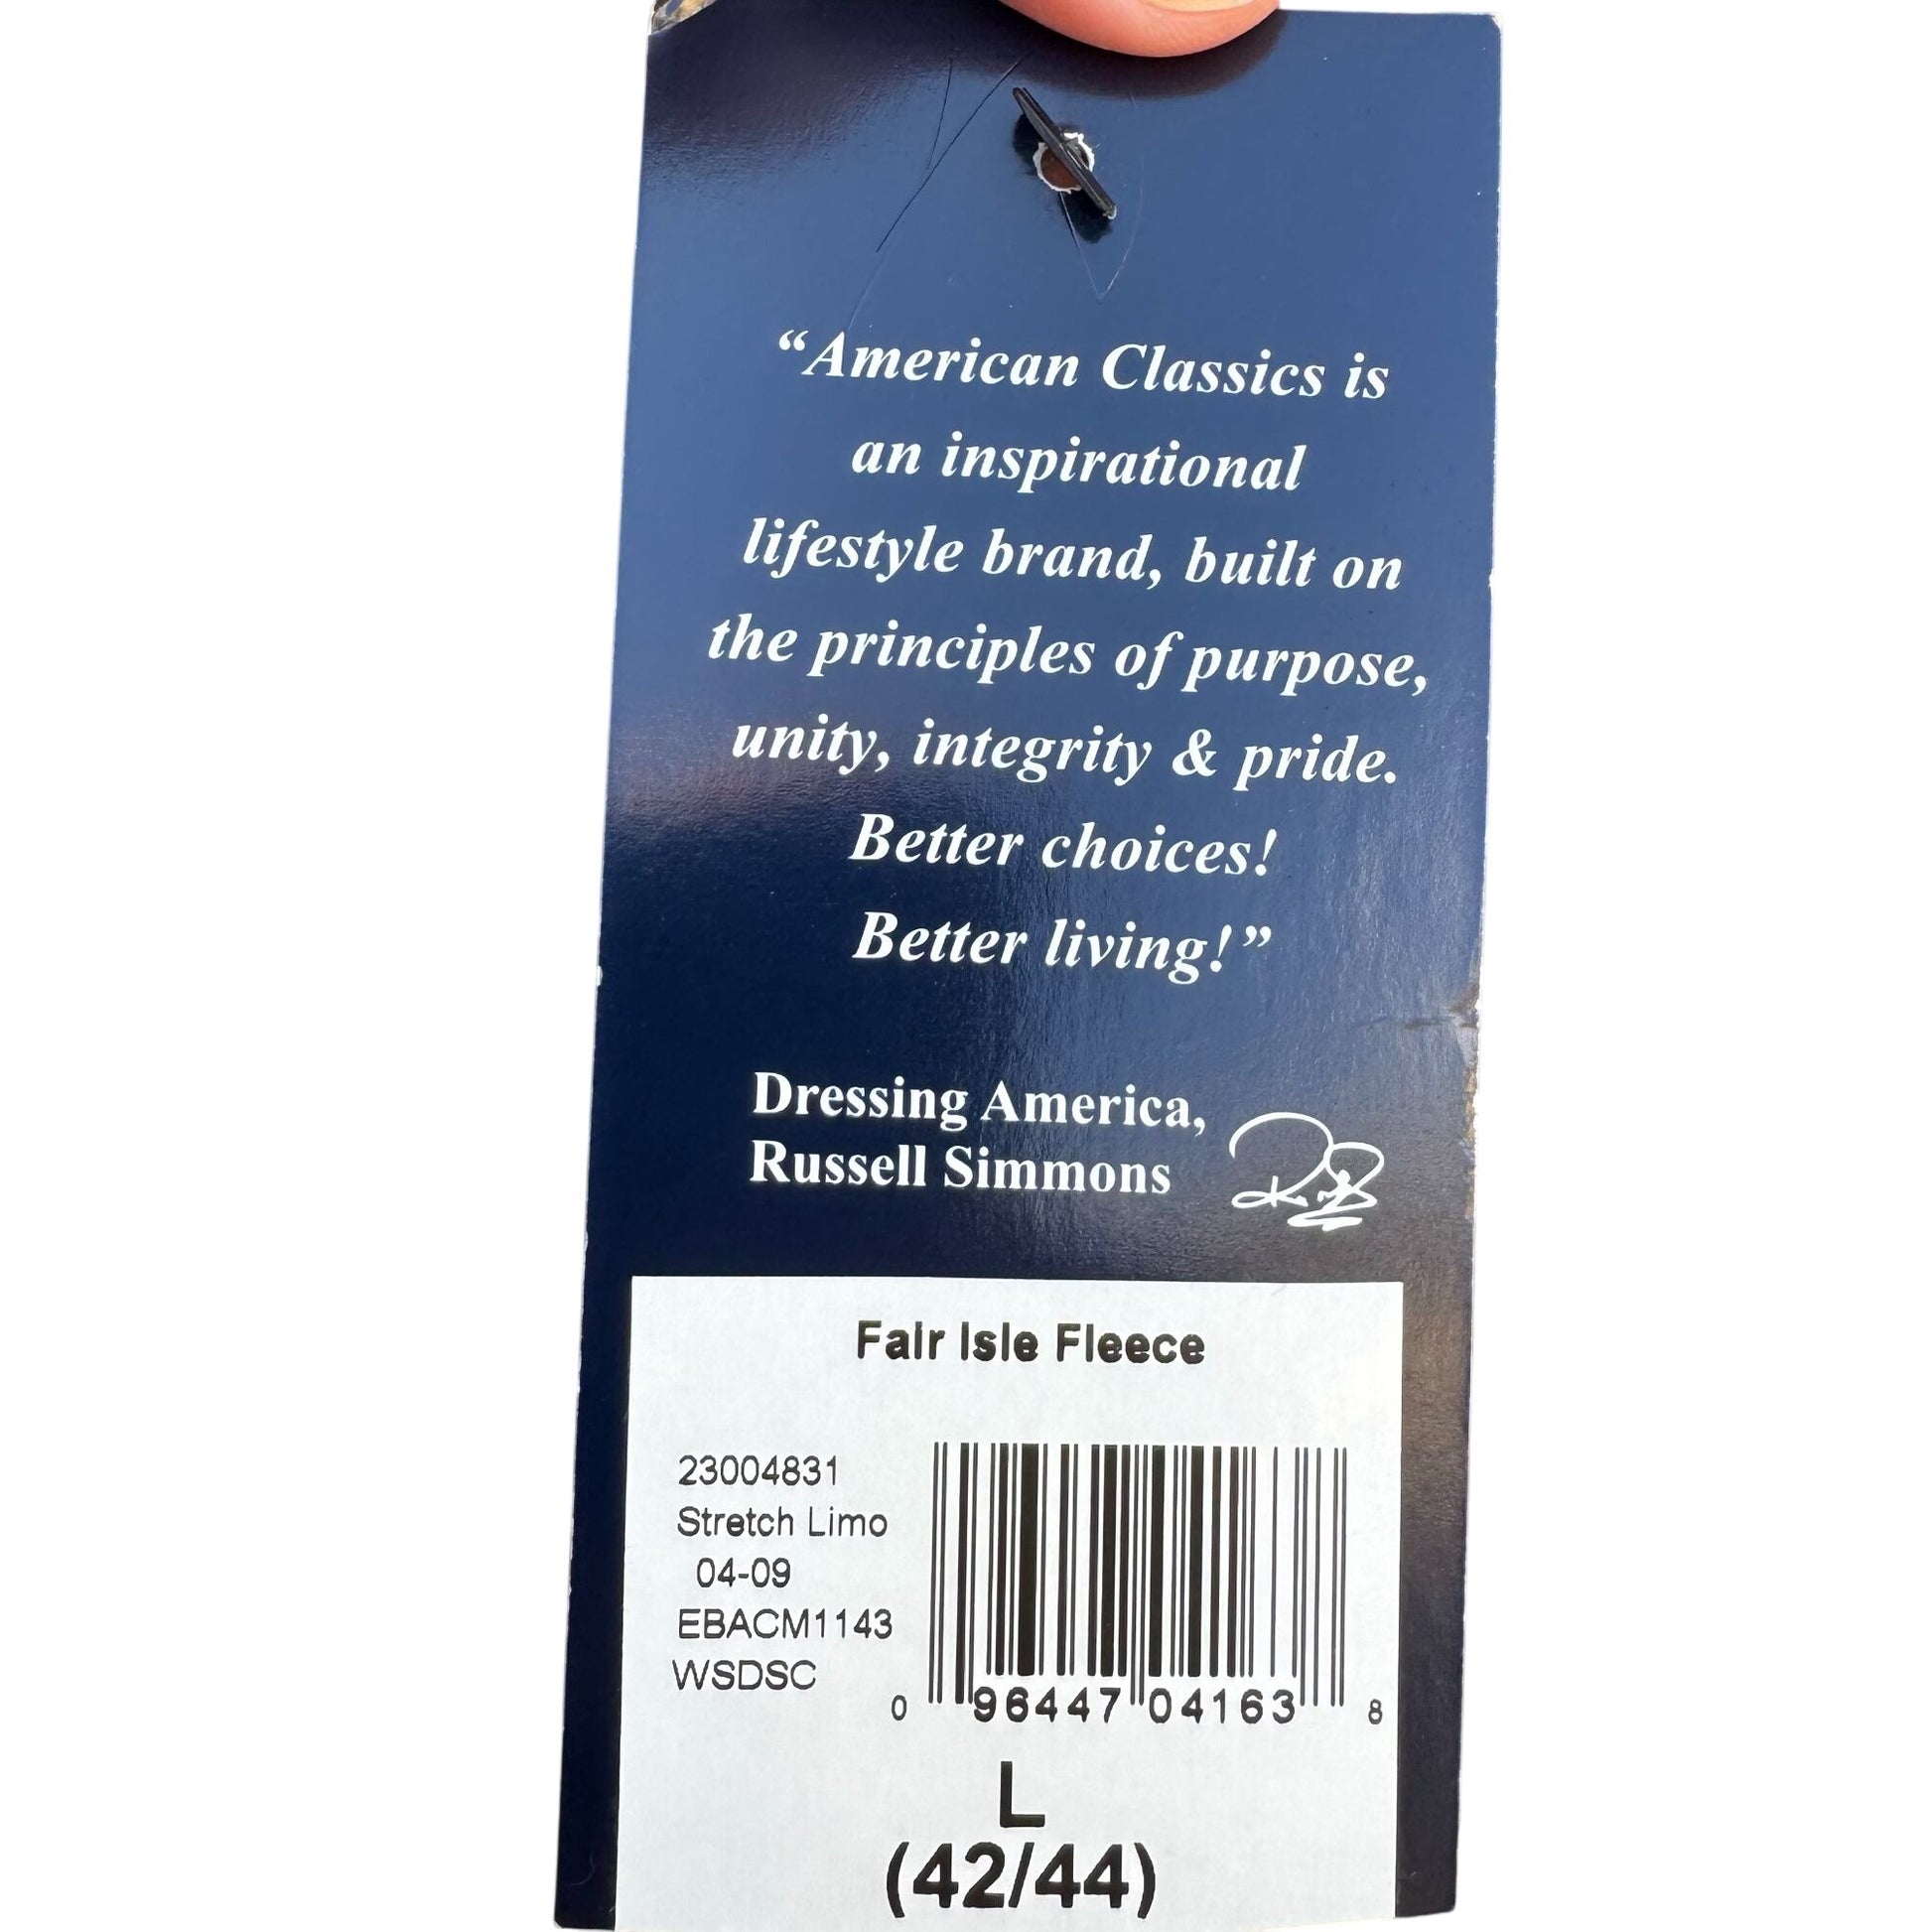 “American Classics is
an inspirational
lifestyle brand, built on
the principles of purpose,
unity, integrity & pride.
Better choices!
Better living!”
Dressing America,
Russell Simmons
Fair Isle Fleece
23004831
Stretch Limo
04-09
EBACM1143
WSDSC
0 96447 04163 8
L
(42/44)